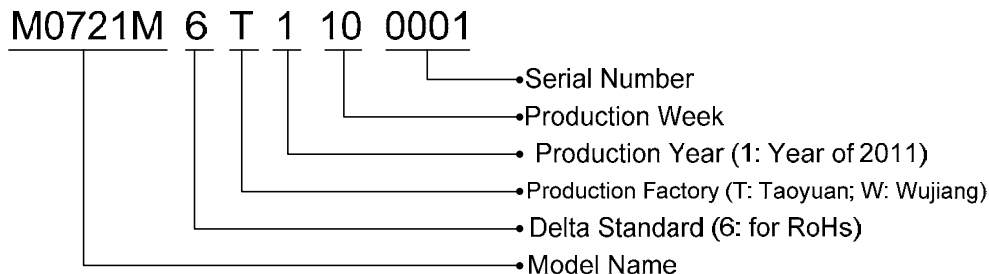 M0721M 6 T 1 10 0001
Serial Number
Production Week
Production Year (1: Year of 2011)
Production Factory (T: Taoyuan; W: Wujiang)
Delta Standard (6: for RoHs)
Model Name